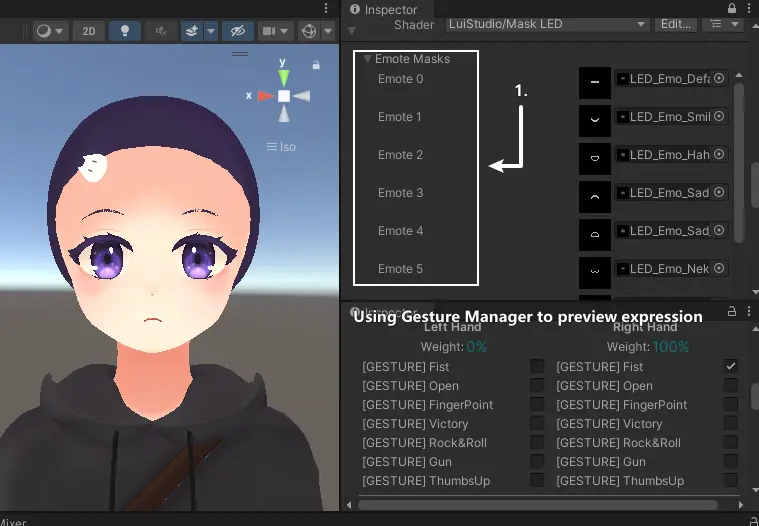 Inspector
Shader LuiStudio/Mask LED Edit...
2D
Emote Masks
Emote 0 LED_Emo_Defa
Emote 1 LED_Emo_Smil
Emote 2 LED_Emo_Hah
Emote 3 LED_Emo_Sad
Emote 4 LED_Emo_Sad_
Emote 5 LED_Emo_Nek
1.
y
x
Iso
Inspector
Using Gesture Manager to preview expression
Left Hand Right Hand
Weight: 0% Weight: 100%
[GESTURE] Fist [GESTURE] Fist
[GESTURE] Open [GESTURE] Open
[GESTURE] FingerPoint [GESTURE] FingerPoint
[GESTURE] Victory [GESTURE] Victory
[GESTURE] Rock&Roll [GESTURE] Rock&Roll
[GESTURE] Gun [GESTURE] Gun
[GESTURE] ThumbsUp [GESTURE] ThumbsUp
Mixer